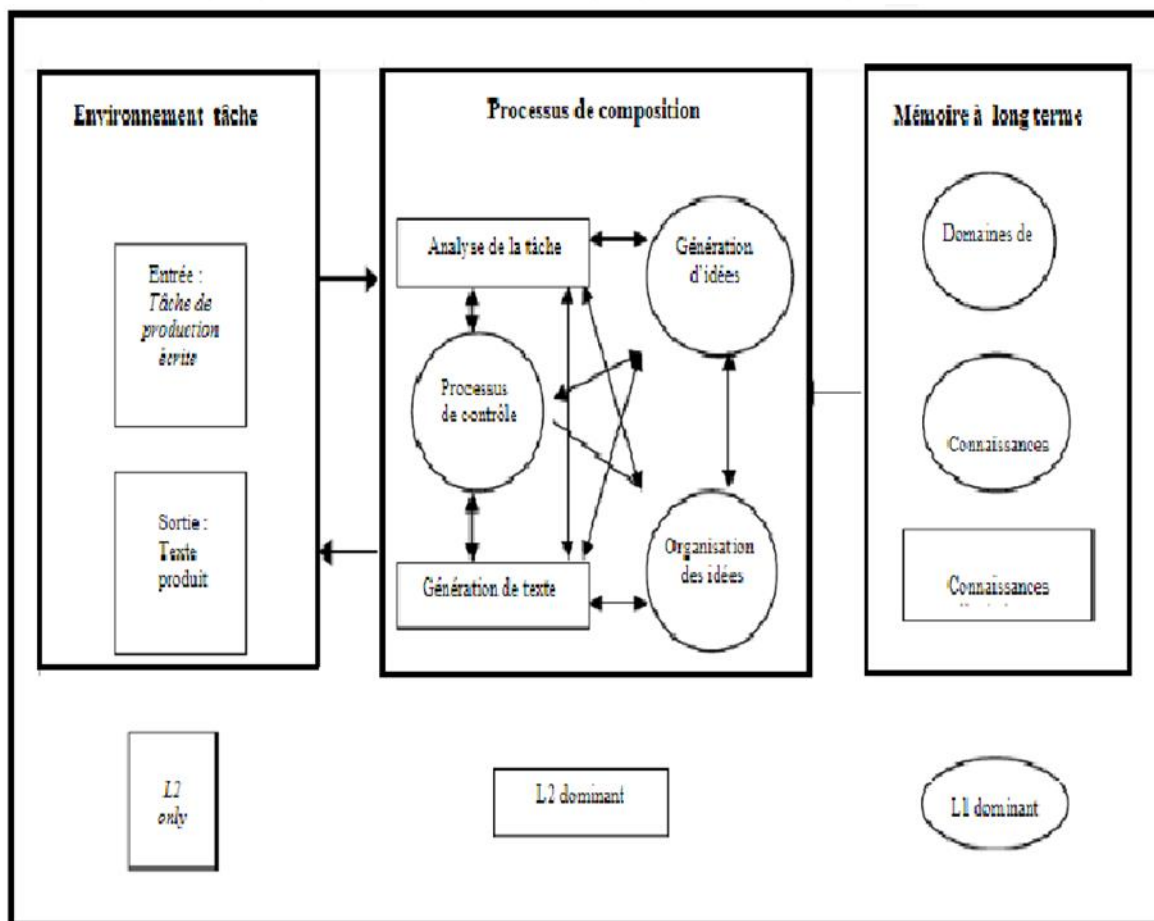 Environnement tâche
Entrée :
Tâche de
production
écrite
Sortie :
Texte
produit
Processus de composition
Analyse de la tâche
Génération
d'idées
Processus
de contrôle
Génération de texte
Organisation
des idées
Mémoire à long terme
Domaines de
Connaissances
Connaissances
L2
only
L2 dominant
L1 dominant